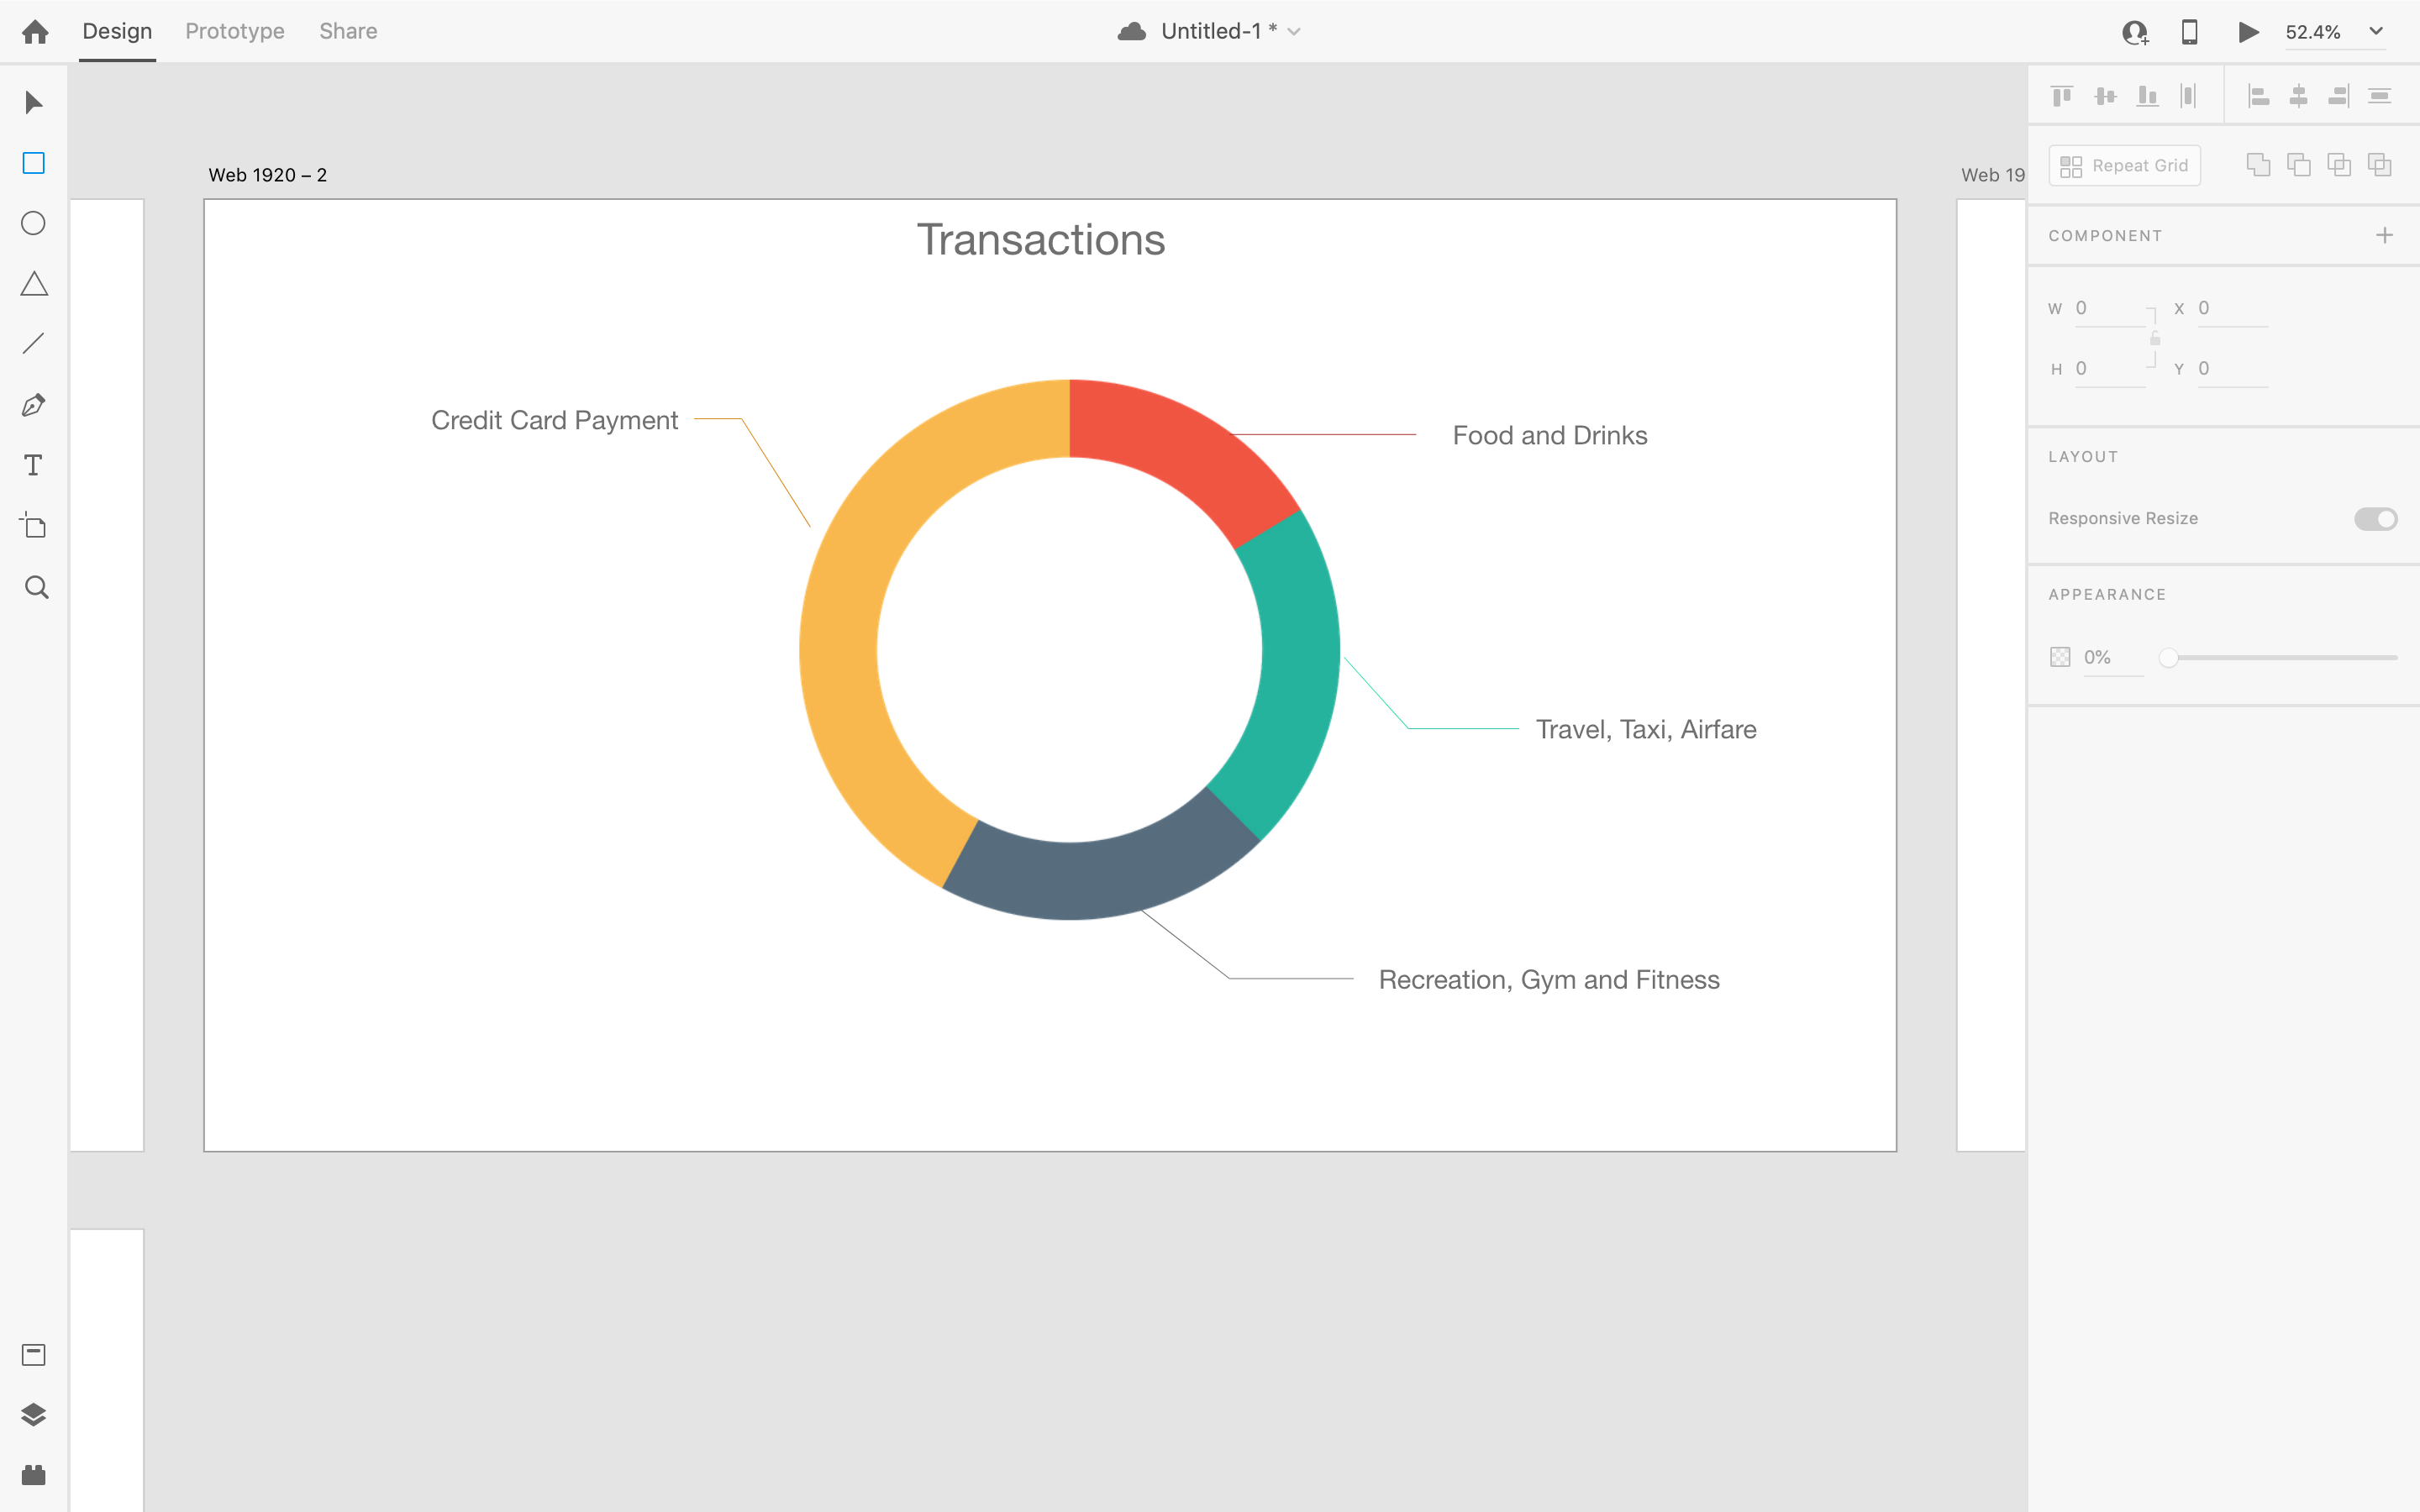 Design Prototype Share
Untitled-1 *
52.4%
Web 1920 – 2
Web 19
Transactions
Credit Card Payment
Food and Drinks
Travel, Taxi, Airfare
Recreation, Gym and Fitness
Repeat Grid
COMPONENT
W 0 X 0
H 0 Y 0
LAYOUT
Responsive Resize
APPEARANCE
0%